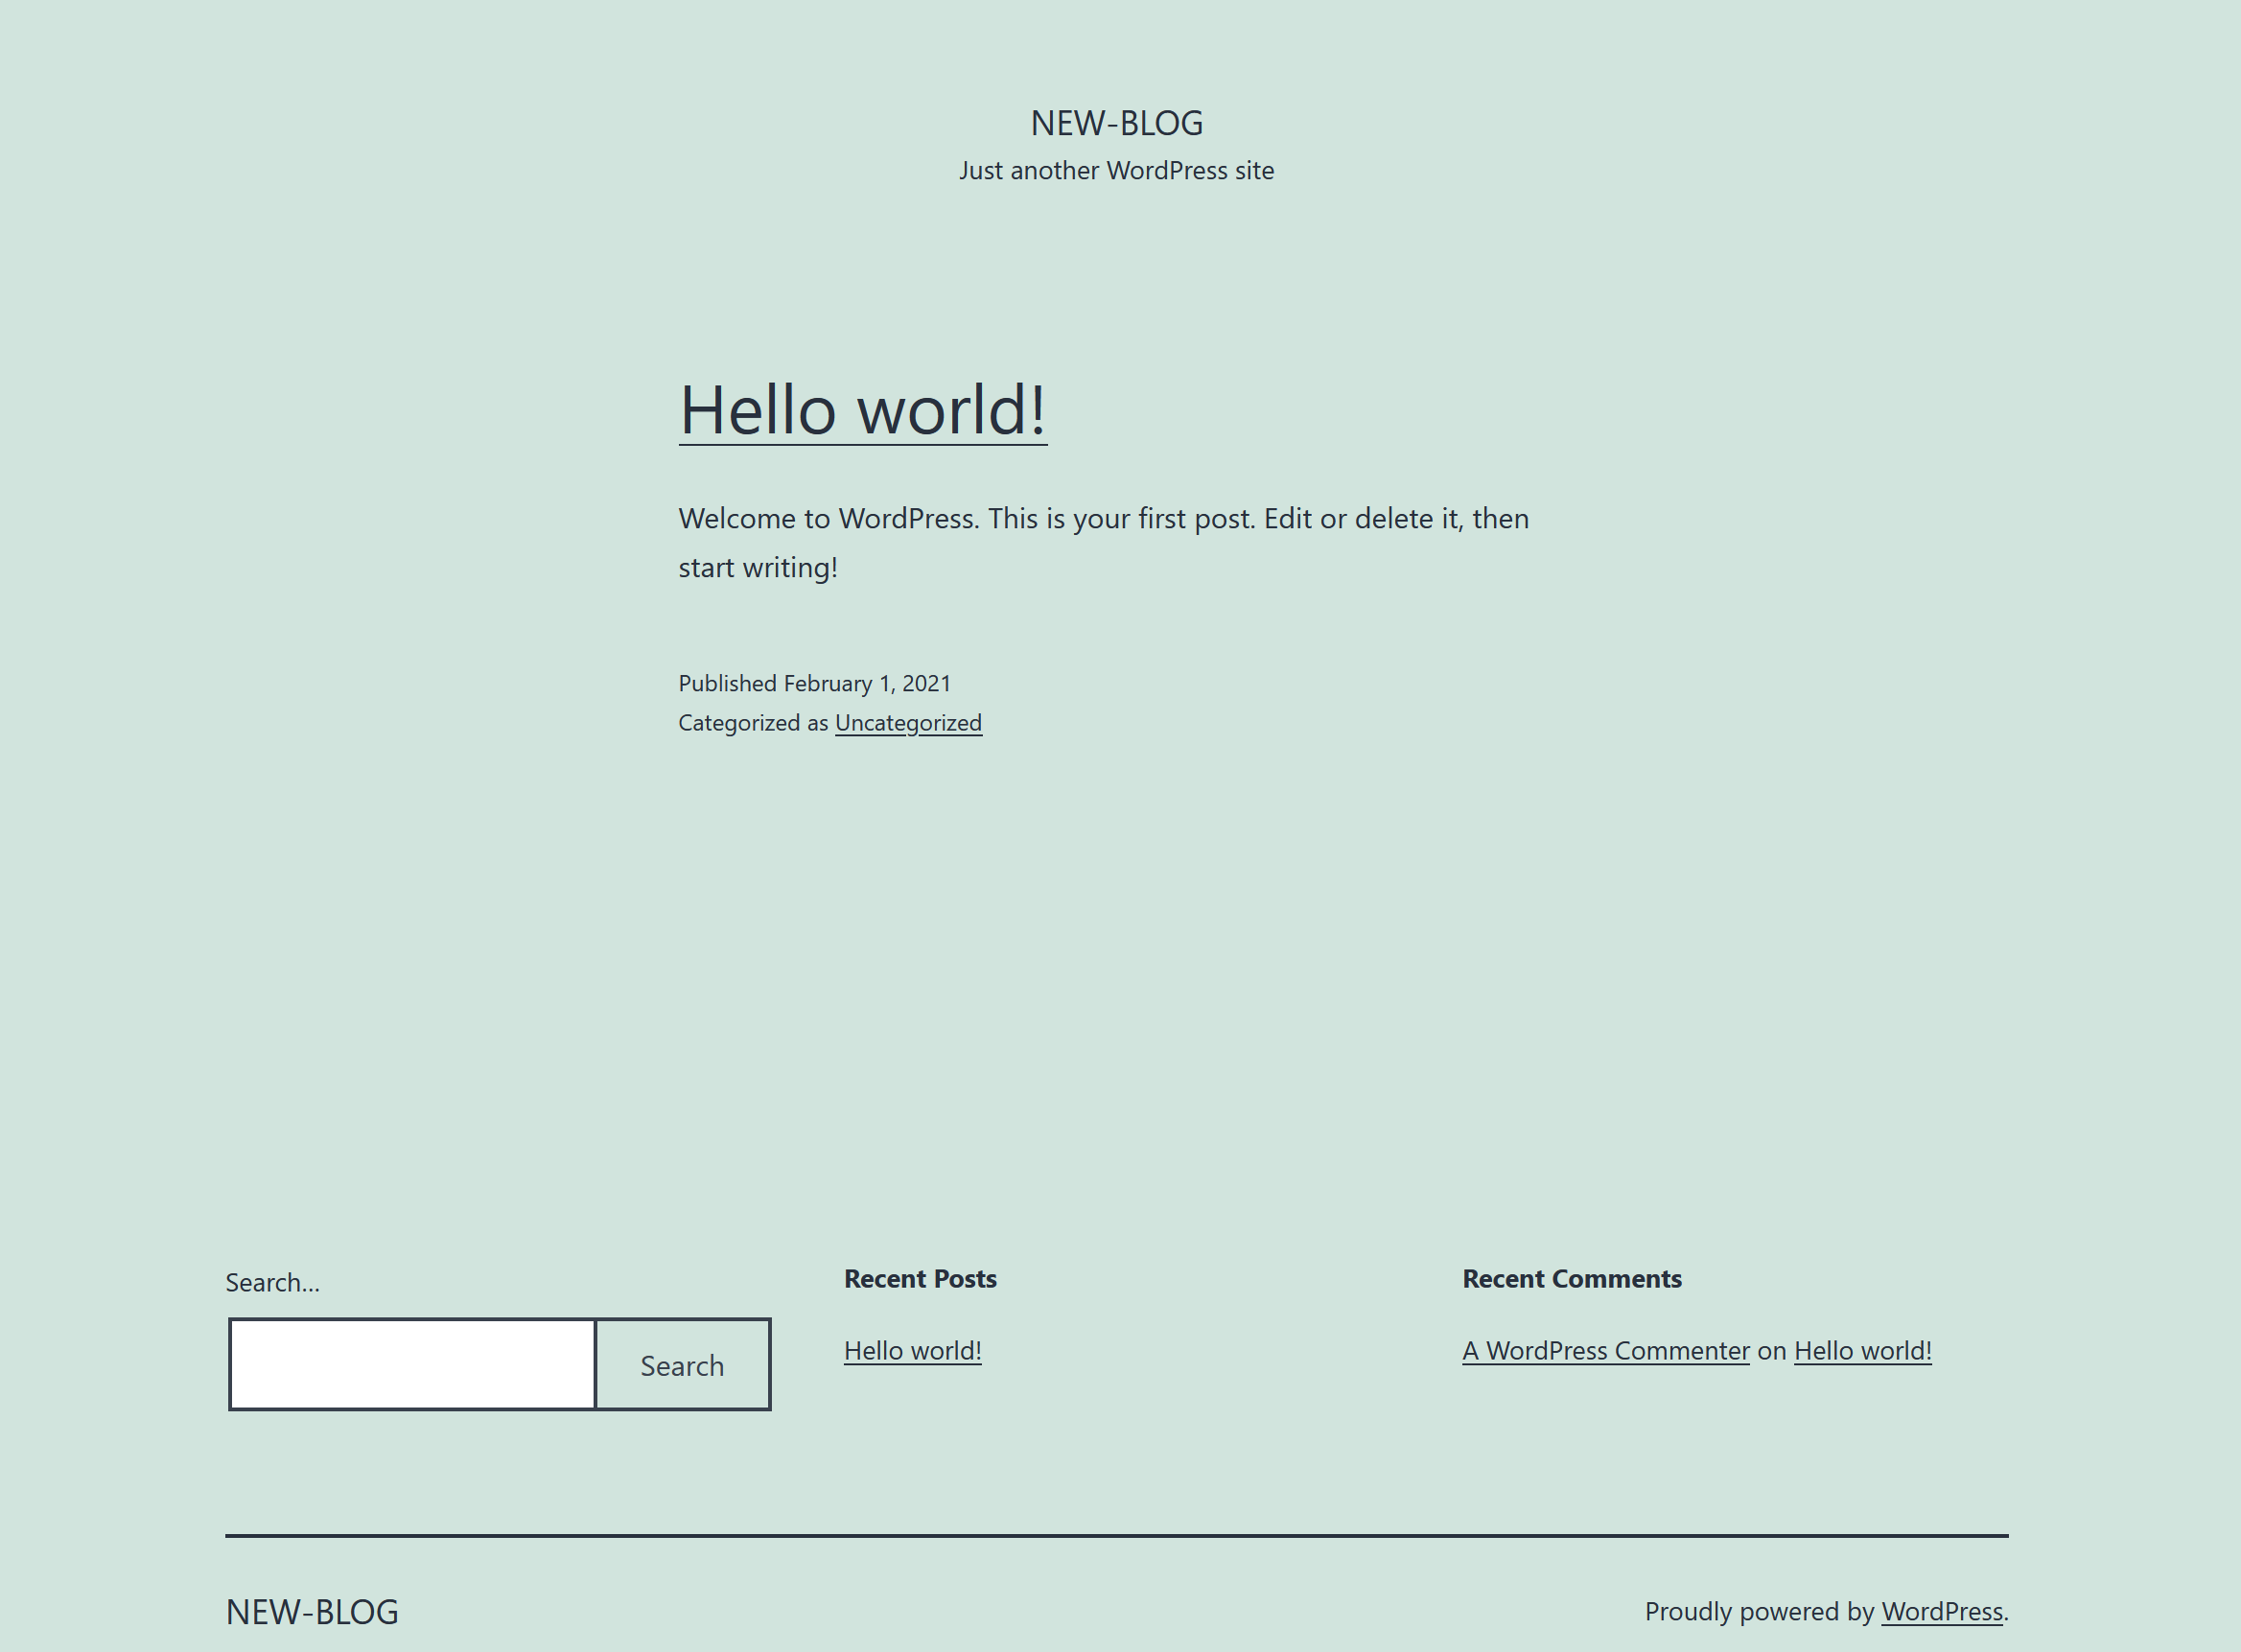 NEW-BLOG
Just another WordPress site
Hello world!
Welcome to WordPress. This is your first post. Edit or delete it, then
start writing!
Published February 1, 2021
Categorized as Uncategorized
Search…
Search
Recent Posts
Hello world!
Recent Comments
A WordPress Commenter on Hello world!
NEW-BLOG
Proudly powered by WordPress.